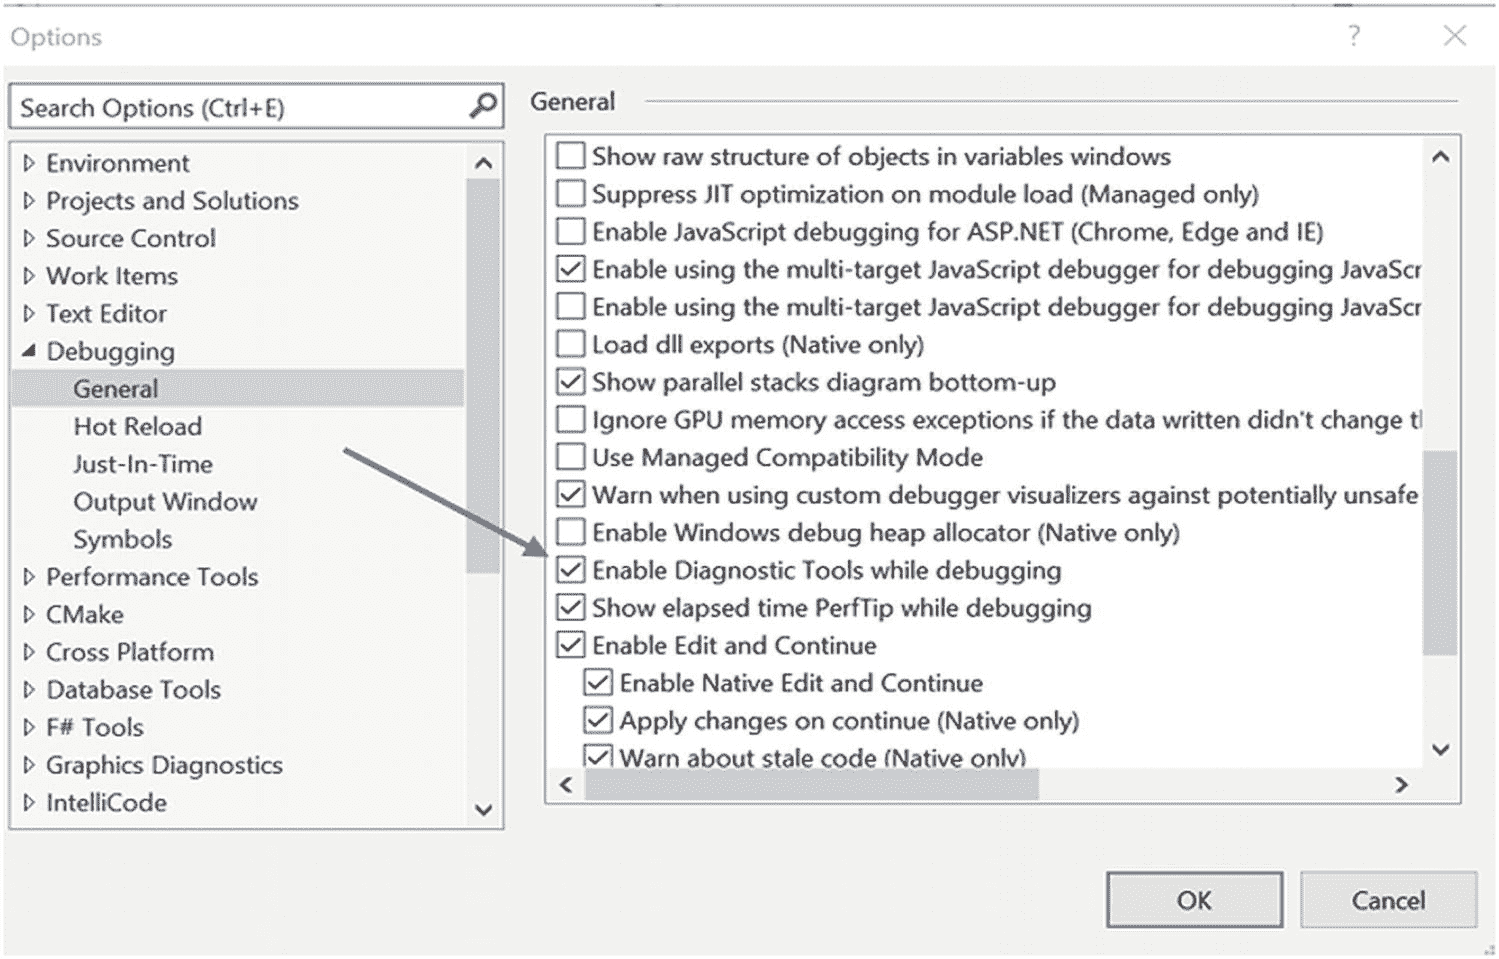 Options
?
Search Options (Ctrl+E)
Environment
Projects and Solutions
Source Control
Work Items
Text Editor
Debugging
General
Hot Reload
Just-In-Time
Output Window
Symbols
Performance Tools
CMake
Cross Platform
Database Tools
F# Tools
Graphics Diagnostics
IntelliCode
General
Show raw structure of objects in variables windows
Suppress JIT optimization on module load (Managed only)
Enable JavaScript debugging for ASP.NET (Chrome, Edge and IE)
Enable using the multi-target JavaScript debugger for debugging JavaScr
Enable using the multi-target JavaScript debugger for debugging JavaScr
Load dll exports (Native only)
Show parallel stacks diagram bottom-up
Ignore GPU memory access exceptions if the data written didn't change tl
Use Managed Compatibility Mode
Warn when using custom debugger visualizers against potentially unsafe
Enable Windows debug heap allocator (Native only)
Enable Diagnostic Tools while debugging
Show elapsed time PerfTip while debugging
Enable Edit and Continue
Enable Native Edit and Continue
Apply changes on continue (Native only)
Warn about stale code (Native only)
OK
Cancel